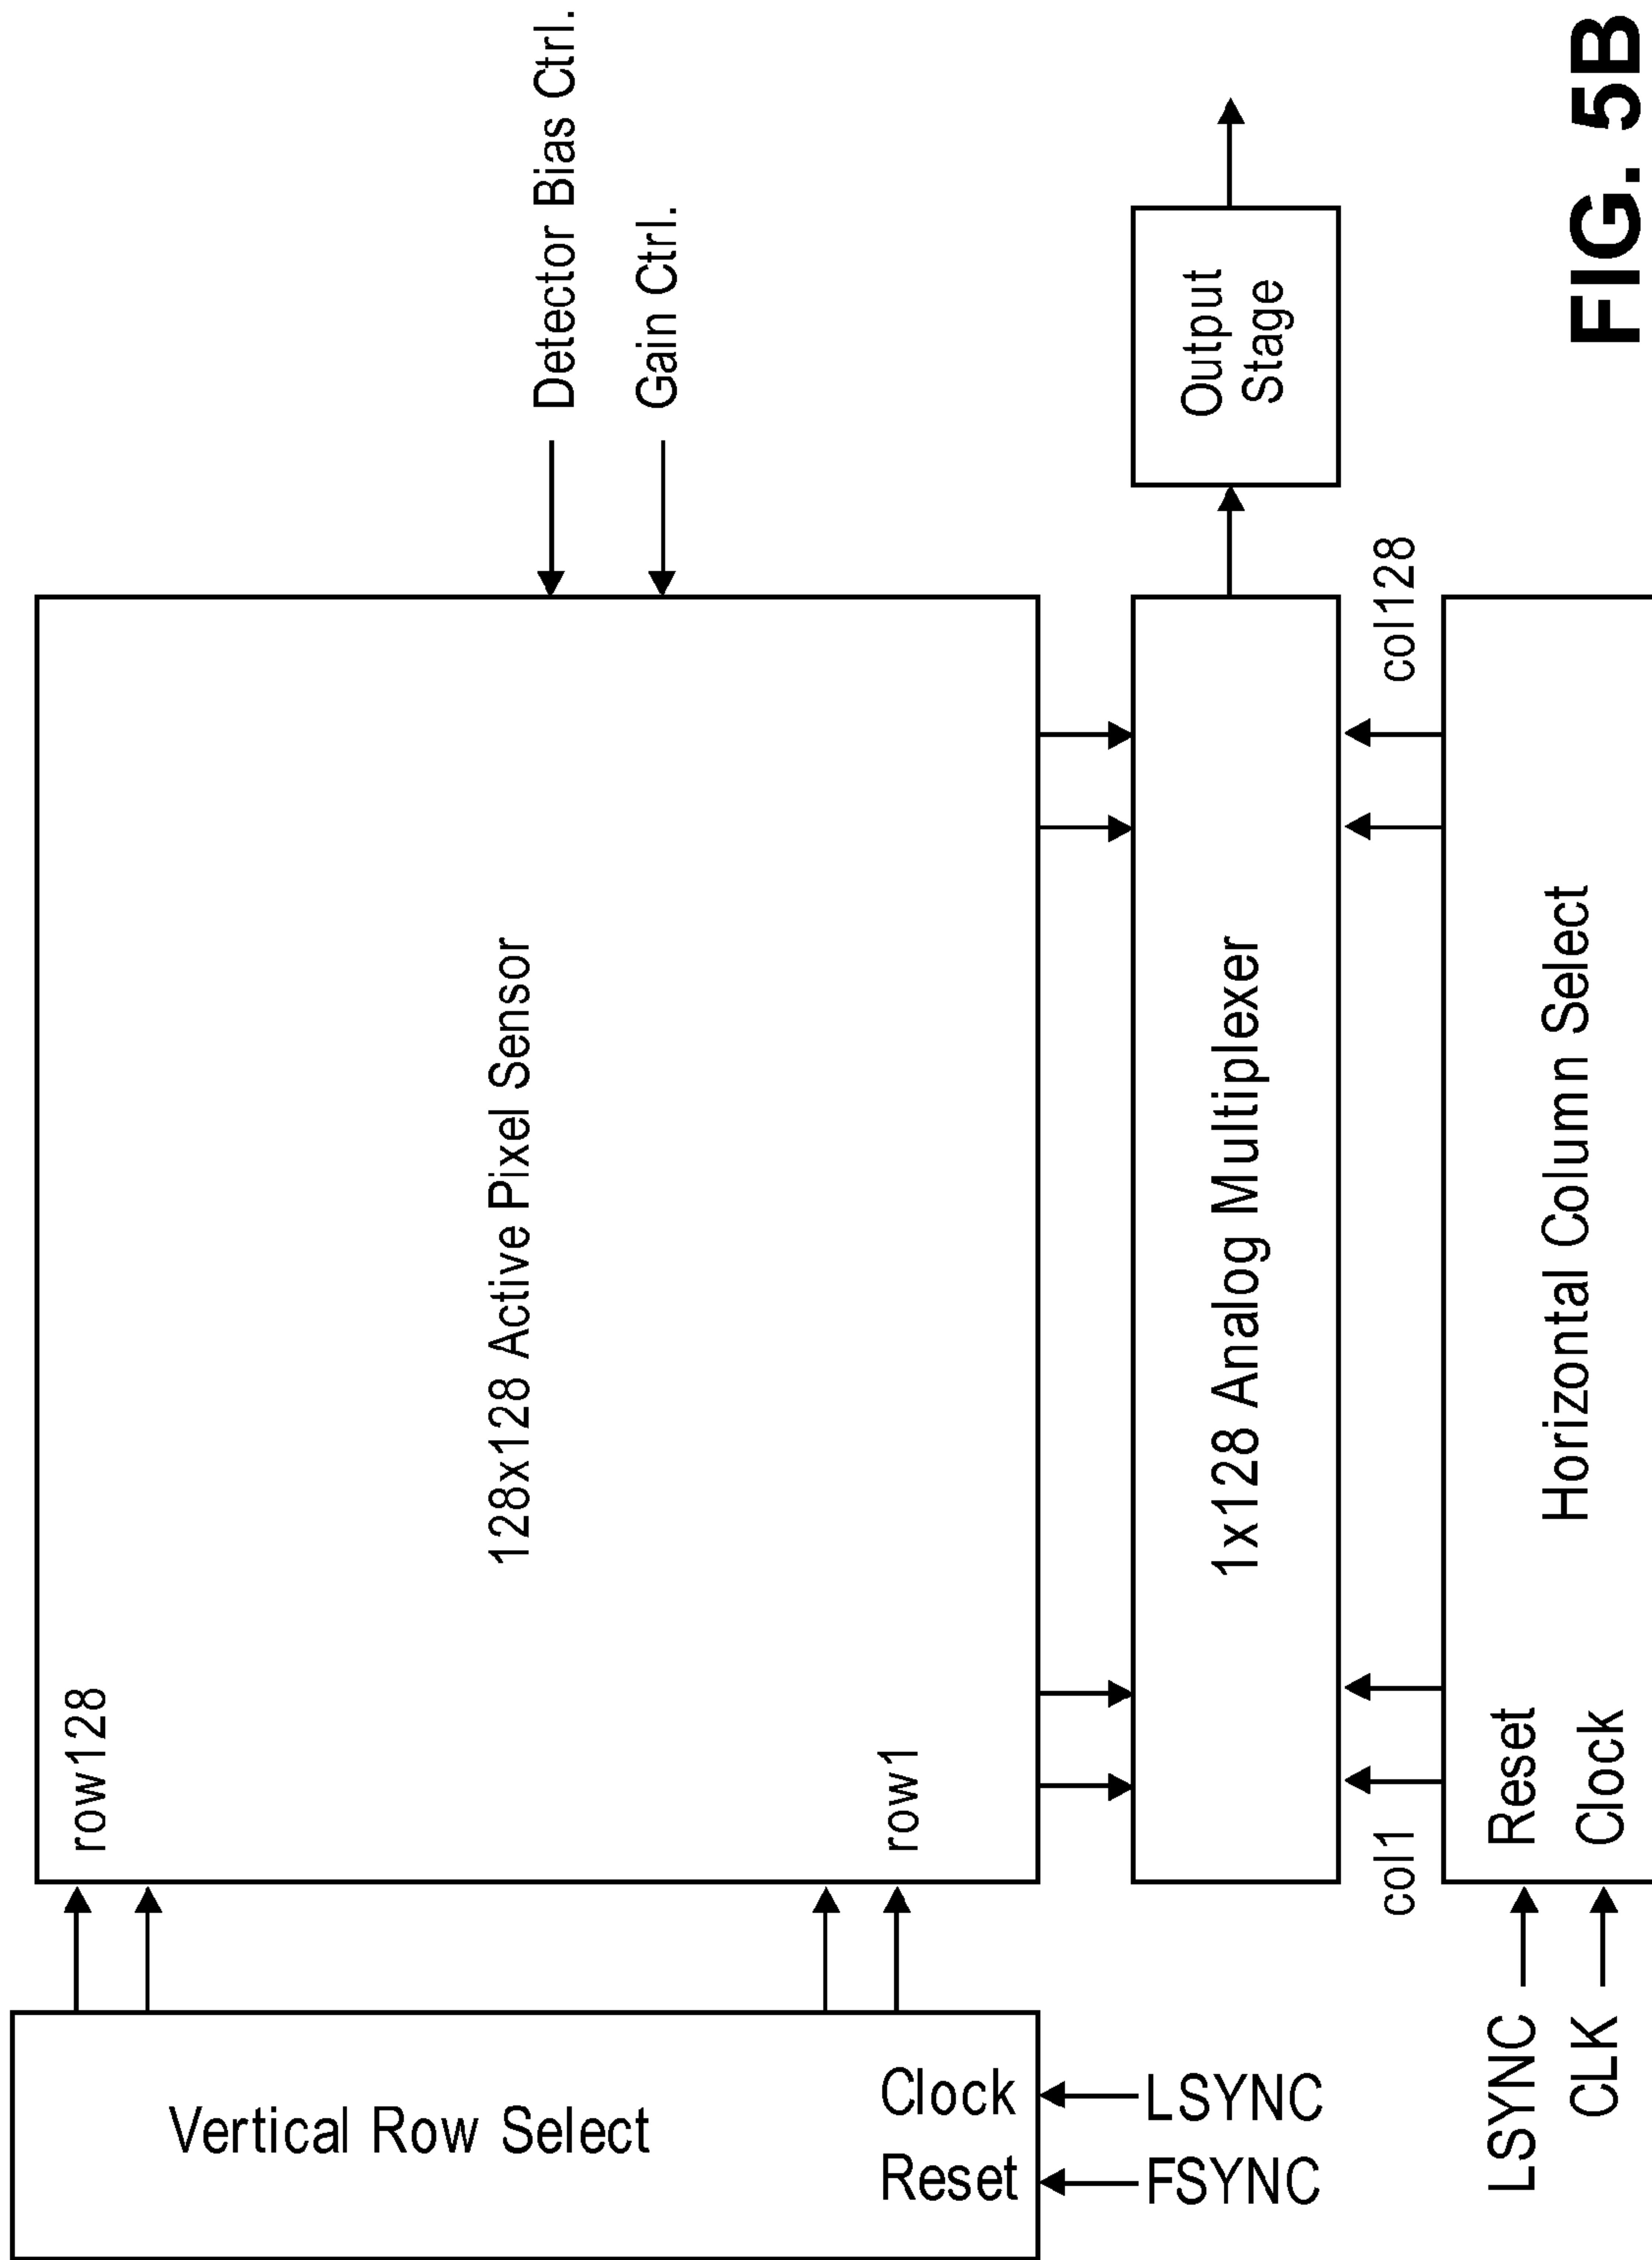 Detector Bias Ctrl.
Gain Ctrl.
128x128 Active Pixel Sensor
row128
row1
Vertical Row Select
Clock
Reset
LSYNC
FSYNC
1x128 Analog Multiplexer
Output
Stage
col1
col128
Horizontal Column Select
Reset
Clock
LSYNC
CLK
FIG. 5B